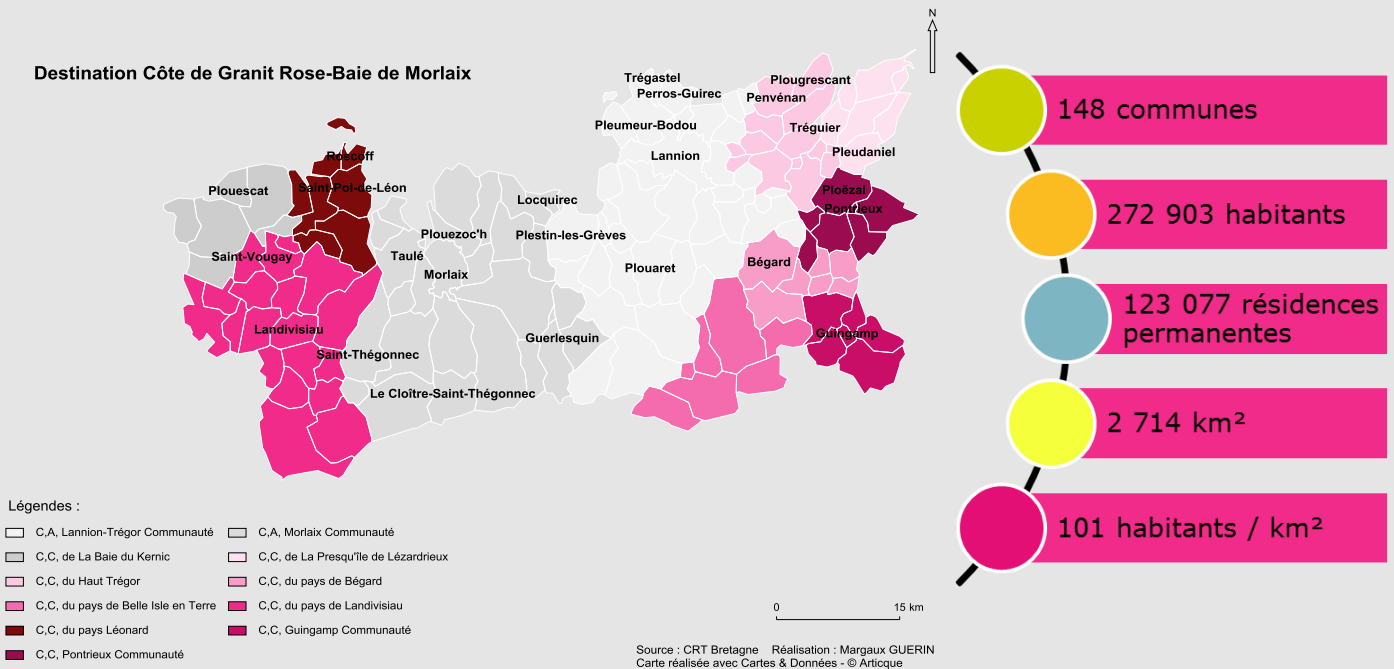 N
Destination Côte de Granit Rose-Baie de Morlaix
Trégastel
Perros-Guirec
Plougrescant
Penvénan
Pleumeur-Bodou
Tréguier
Lannion
Pleudaniel
Roscoff
Plouescat
Saint-Pol-de-Léon
Locquirec
Ploëzal
Pontrieux
Plouezoc'h
Plestin-les-Grèves
Saint-Vougay
Taulé
Morlaix
Plouaret
Bégard
Landivisiau
Guerlesquin
Guingamp
Saint-Thégonnec
Le Cloître-Saint-Thégonnec
148 communes
272 903 habitants
123 077 résidences
permanentes
2 714 km²
101 habitants / km²
Légendes :
C,A, Lannion-Trégor Communauté
C,A, Morlaix Communauté
C,C, de La Baie du Kernic
C,C, de La Presqu'île de Lézardrieux
C,C, du Haut Trégor
C,C, du pays de Bégard
C,C, du pays de Belle Isle en Terre
C,C, du pays de Landivisiau
C,C, du pays Léonard
C,C, Guingamp Communauté
C,C, Pontrieux Communauté
0 15 km
Source : CRT Bretagne Réalisation : Margaux GUERIN
Carte réalisée avec Cartes & Données - © Articque